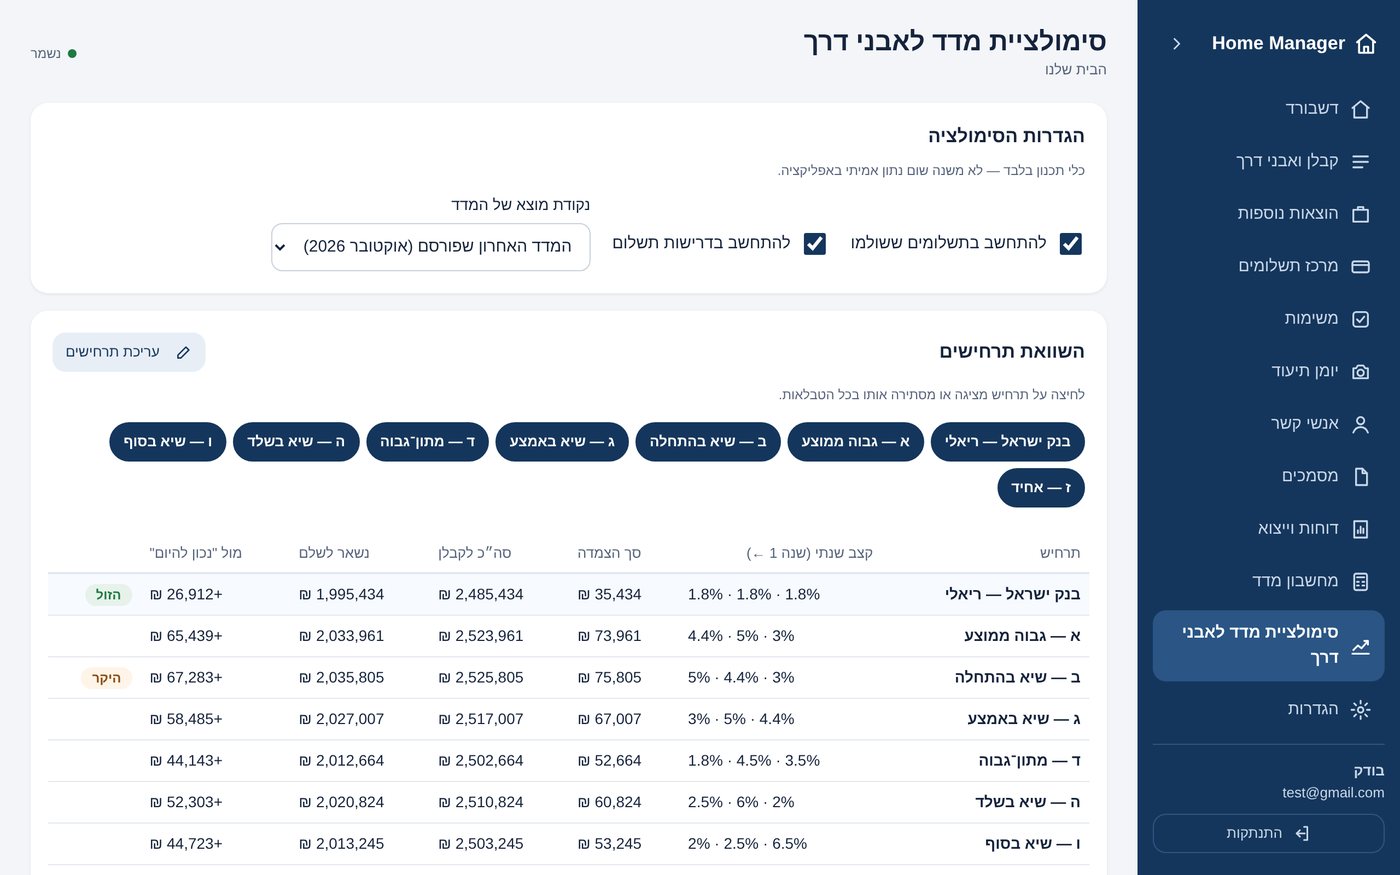 Home Manager
דשבורד
קבלן ואבני דרך
הוצאות נוספות
מרכז תשלומים
משימות
יומן תיעוד
אנשי קשר
מסמכים
דוחות וייצוא
מחשבון מדד
סימולציית מדד לאבני
דרך
הגדרות
בודק
test@gmail.com
התנתקות
סימולציית מדד לאבני דרך
הבית שלנו
נשמר
הגדרות הסימולציה
כלי תכנון בלבד — לא משנה שום נתון אמיתי באפליקציה.
להתחשב בתשלומים ששולמו
להתחשב בדרישות תשלום
נקודת מוצא של המדד
המדד האחרון שפורסם (אוקטובר 2026)
השוואת תרחישים
עריכת תרחישים
לחיצה על תרחיש מציגה או מסתירה אותו בכל הטבלאות.
בנק ישראל — ריאלי א — גבוה ממוצע ב — שיא בהתחלה ג — שיא באמצע ד — מתון־גבוה ה — שיא בשלד ו — שיא בסוף
ז — אחיד
תרחיש קצב שנתי (שנה 1 ←) סך הצמדה סה״כ לקבלן נשאר לשלם מול "נכון להיום"
בנק ישראל — ריאלי 1.8% · 1.8% · 1.8% 35,434 ₪ 2,485,434 ₪ 1,995,434 ₪ +26,912 ₪ הזול
א — גבוה ממוצע 4.4% · 5% · 3% 73,961 ₪ 2,523,961 ₪ 2,033,961 ₪ +65,439 ₪
ב — שיא בהתחלה 5% · 4.4% · 3% 75,805 ₪ 2,525,805 ₪ 2,035,805 ₪ +67,283 ₪ היקר
ג — שיא באמצע 3% · 5% · 4.4% 67,007 ₪ 2,517,007 ₪ 2,027,007 ₪ +58,485 ₪
ד — מתון־גבוה 1.8% · 4.5% · 3.5% 52,664 ₪ 2,502,664 ₪ 2,012,664 ₪ +44,143 ₪
ה — שיא בשלד 2.5% · 6% · 2% 60,824 ₪ 2,510,824 ₪ 2,020,824 ₪ +52,303 ₪
ו — שיא בסוף 2% · 2.5% · 6.5% 53,245 ₪ 2,503,245 ₪ 2,013,245 ₪ +44,723 ₪